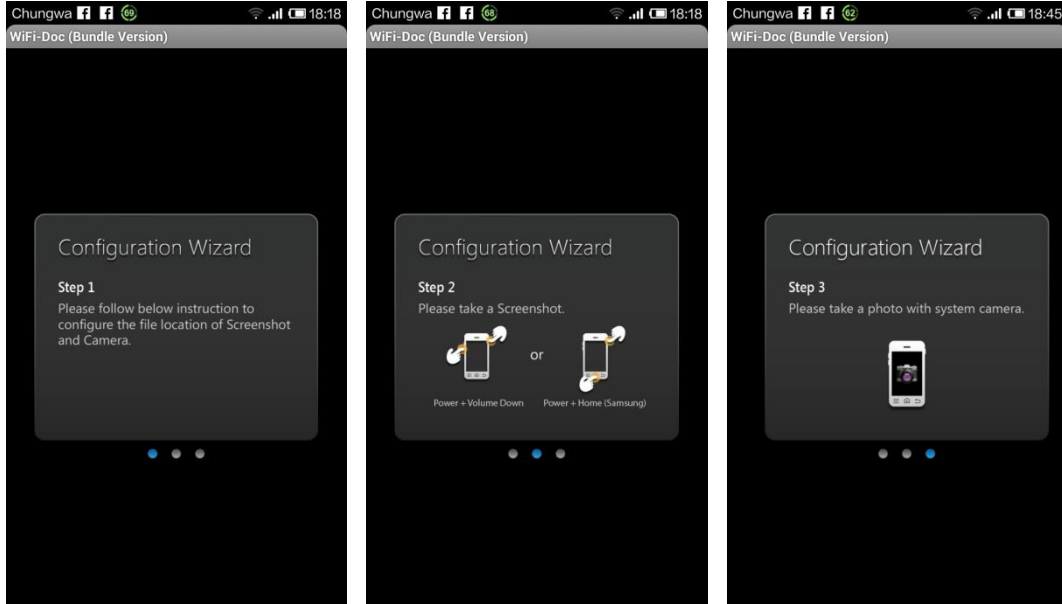 Chungwa 69 18:18
WiFi-Doc (Bundle Version)
Configuration Wizard
Step 1
Please follow below instruction to
configure the file location of Screenshot
and Camera.
Chungwa 68 18:18
WiFi-Doc (Bundle Version)
Configuration Wizard
Step 2
Please take a Screenshot.
or
Power + Volume Down Power + Home (Samsung)
Chungwa 62 18:45
WiFi-Doc (Bundle Version)
Configuration Wizard
Step 3
Please take a photo with system camera.